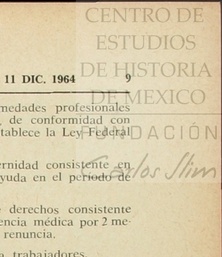 CENTRO DE
ESTUDIOS
DE HISTORIA
DE MEXICO
FUNDACIÓN
Carlos Slim
11 DIC. 1964 9
medades profesionales
de conformidad con
tablece la Ley Federal
ernidad consistente en
yuda en el periodo de
derechos consistente
encia médica por 2 me-
renuncia.
a trabajadores.